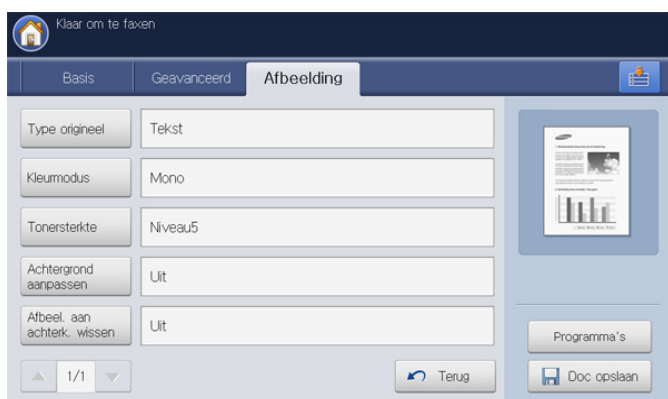 Klaar om te faxen
Basis
Geavanceerd
Afbeelding
Type origineel
Tekst
Kleurmodus
Mono
Tonersterkte
Niveau5
Achtergrond
aanpassen
Uit
Afbeel. aan
achterk. wissen
Uit
Programma's
1/1
Terug
Doc opslaan